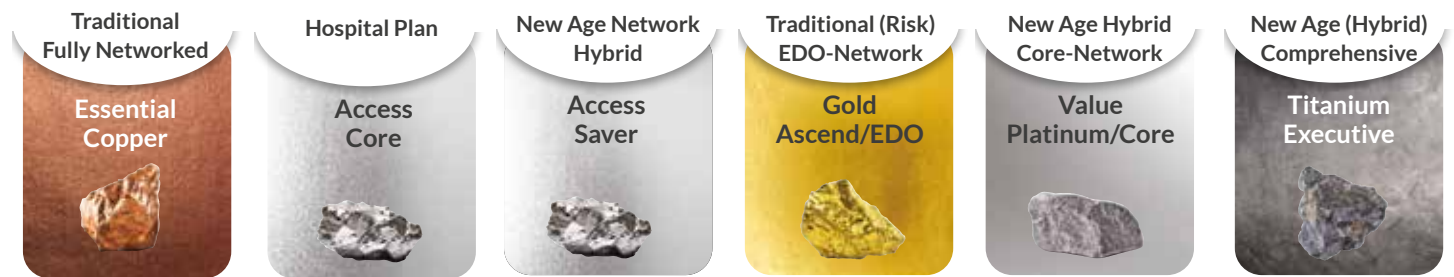 Traditional
Fully Networked
Essential
Copper
Hospital Plan
Access
Core
New Age Network
Hybrid
Access
Saver
Traditional (Risk)
EDO-Network
Gold
Ascend/EDO
New Age Hybrid
Core-Network
Value
Platinum/Core
New Age (Hybrid)
Comprehensive
Titanium
Executive